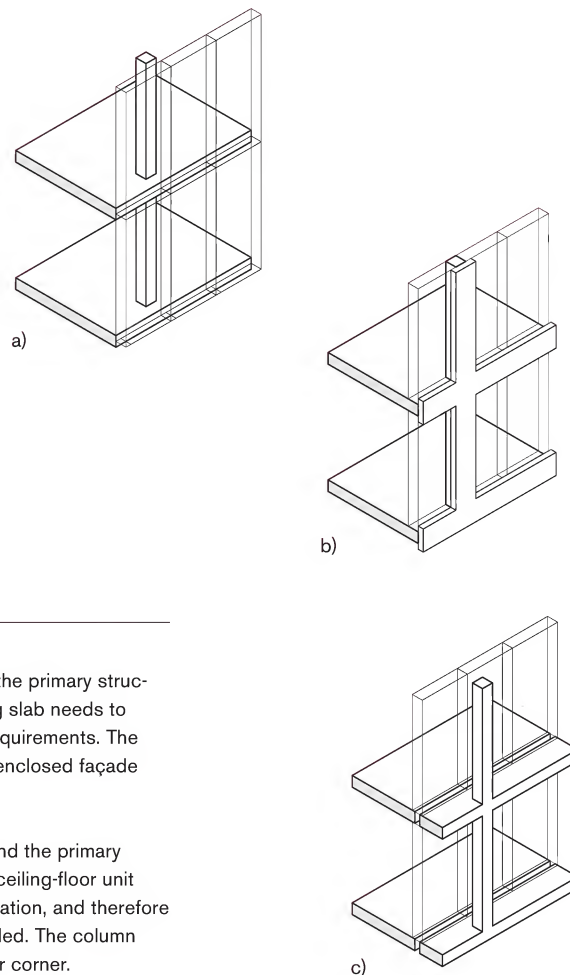 a)
b)
the primary struc-
g slab needs to
quirements. The
enclosed façade
nd the primary
ceiling-floor unit
ation, and therefore
led. The column
r corner.
c)